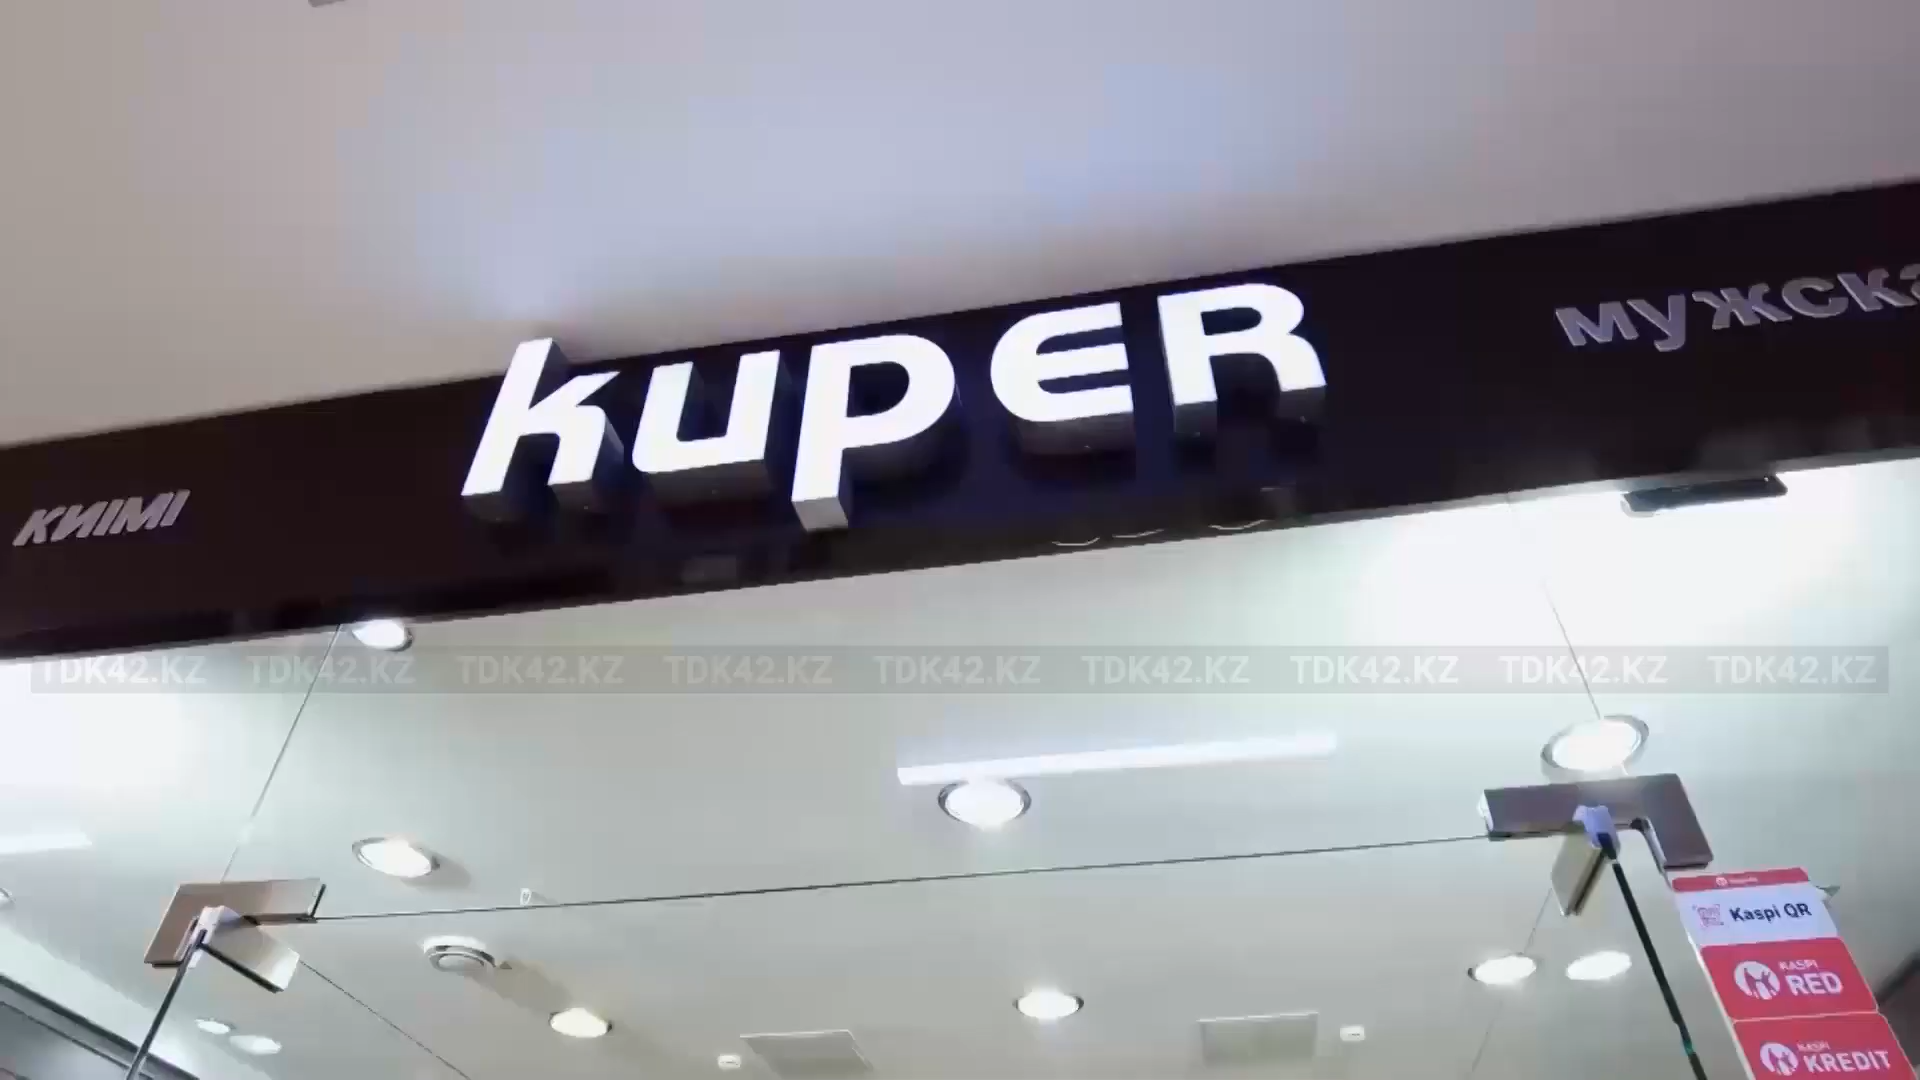 киімі
kupER
мужска
TDK42.KZ TDK42.KZ TDK42.KZ TDK42.KZ TDK42.KZ TDK42.KZ TDK42.KZ TDK42.KZ TDK42.KZ
Kaspi QR
KASPI
RED
KASPI
KREDIT